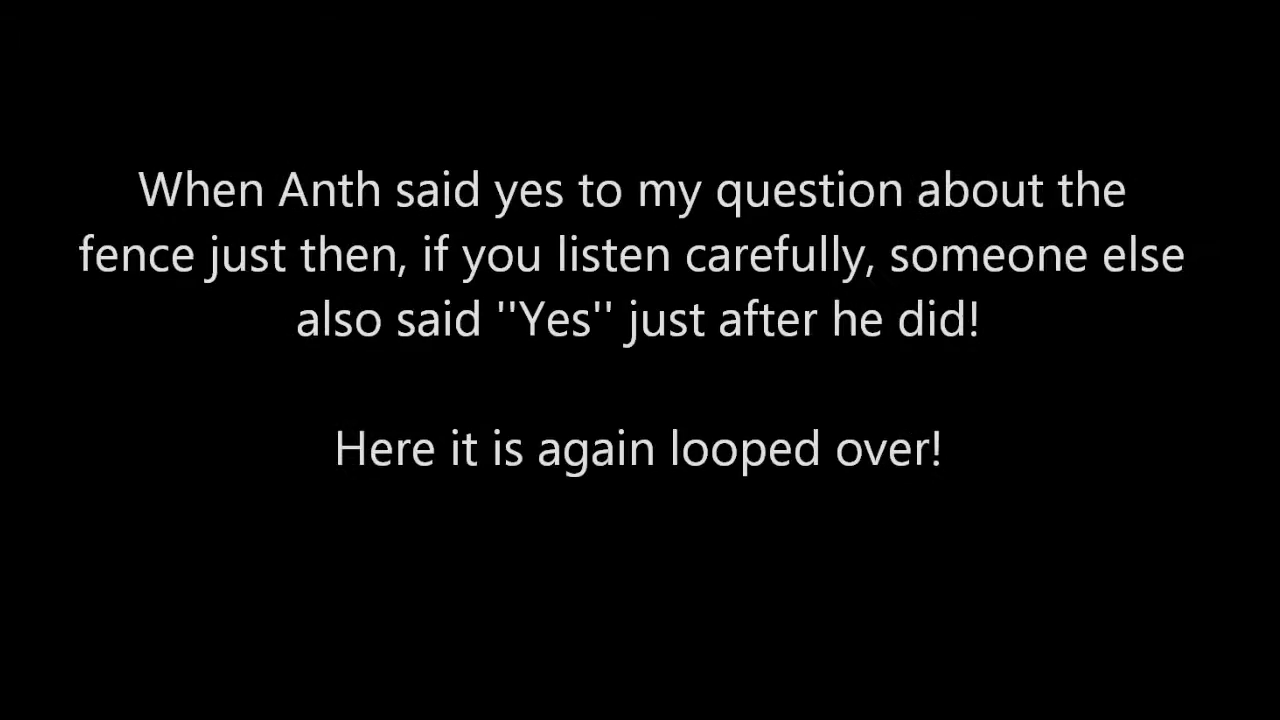 When Anth said yes to my question about the
fence just then, if you listen carefully, someone else
also said ''Yes'' just after he did!
Here it is again looped over!